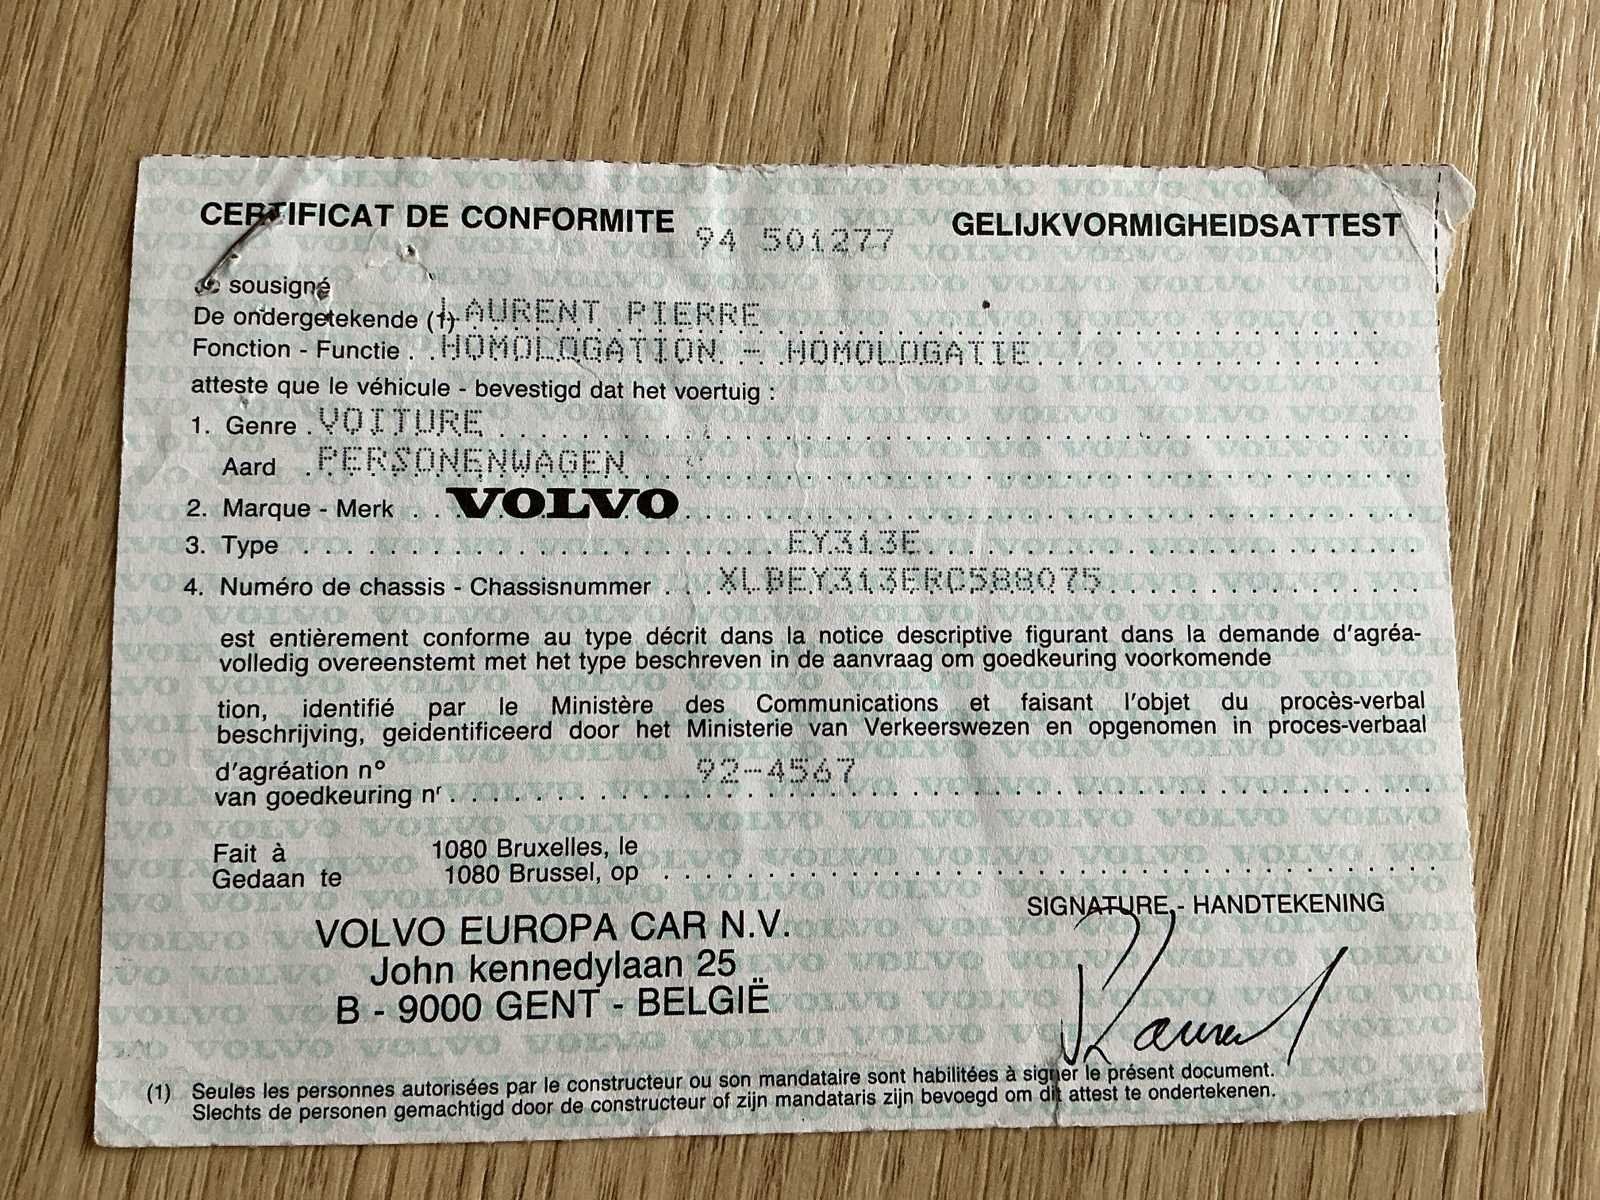 CERTIFICAT DE CONFORMITE 94 501277 GELIJKVORMIGHEIDSATTEST
Je sousigné
De ondergetekende (1) LAURENT PIERRE
Fonction - Functie . . HOMOLOGATION - HOMOLOGATIE
atteste que le véhicule - bevestigd dat het voertuig :
1. Genre . VOITURE
Aard . PERSONENWAGEN
2. Marque - Merk . . VOLVO
3. Type EY313E
4. Numéro de chassis - Chassisnummer XLBEY313ERC588075
est entièrement conforme au type décrit dans la notice descriptive figurant dans la demande d'agréa-
volledig overeenstemt met het type beschreven in de aanvraag om goedkeuring voorkomende
tion, identifié par le Ministère des Communications et faisant l'objet du procès-verbal
beschrijving, geidentificeerd door het Ministerie van Verkeerswezen en opgenomen in proces-verbaal
d'agréation n° 92-4567
van goedkeuring nr
Fait à 1080 Bruxelles, le
Gedaan te 1080 Brussel, op
SIGNATURE - HANDTEKENING
VOLVO EUROPA CAR N.V.
John kennedylaan 25
B - 9000 GENT - BELGIË
(1) Seules les personnes autorisées par le constructeur ou son mandataire sont habilitées à signer le présent document.
Slechts de personen gemachtigd door de constructeur of zijn mandataris zijn bevoegd om dit attest te ondertekenen.